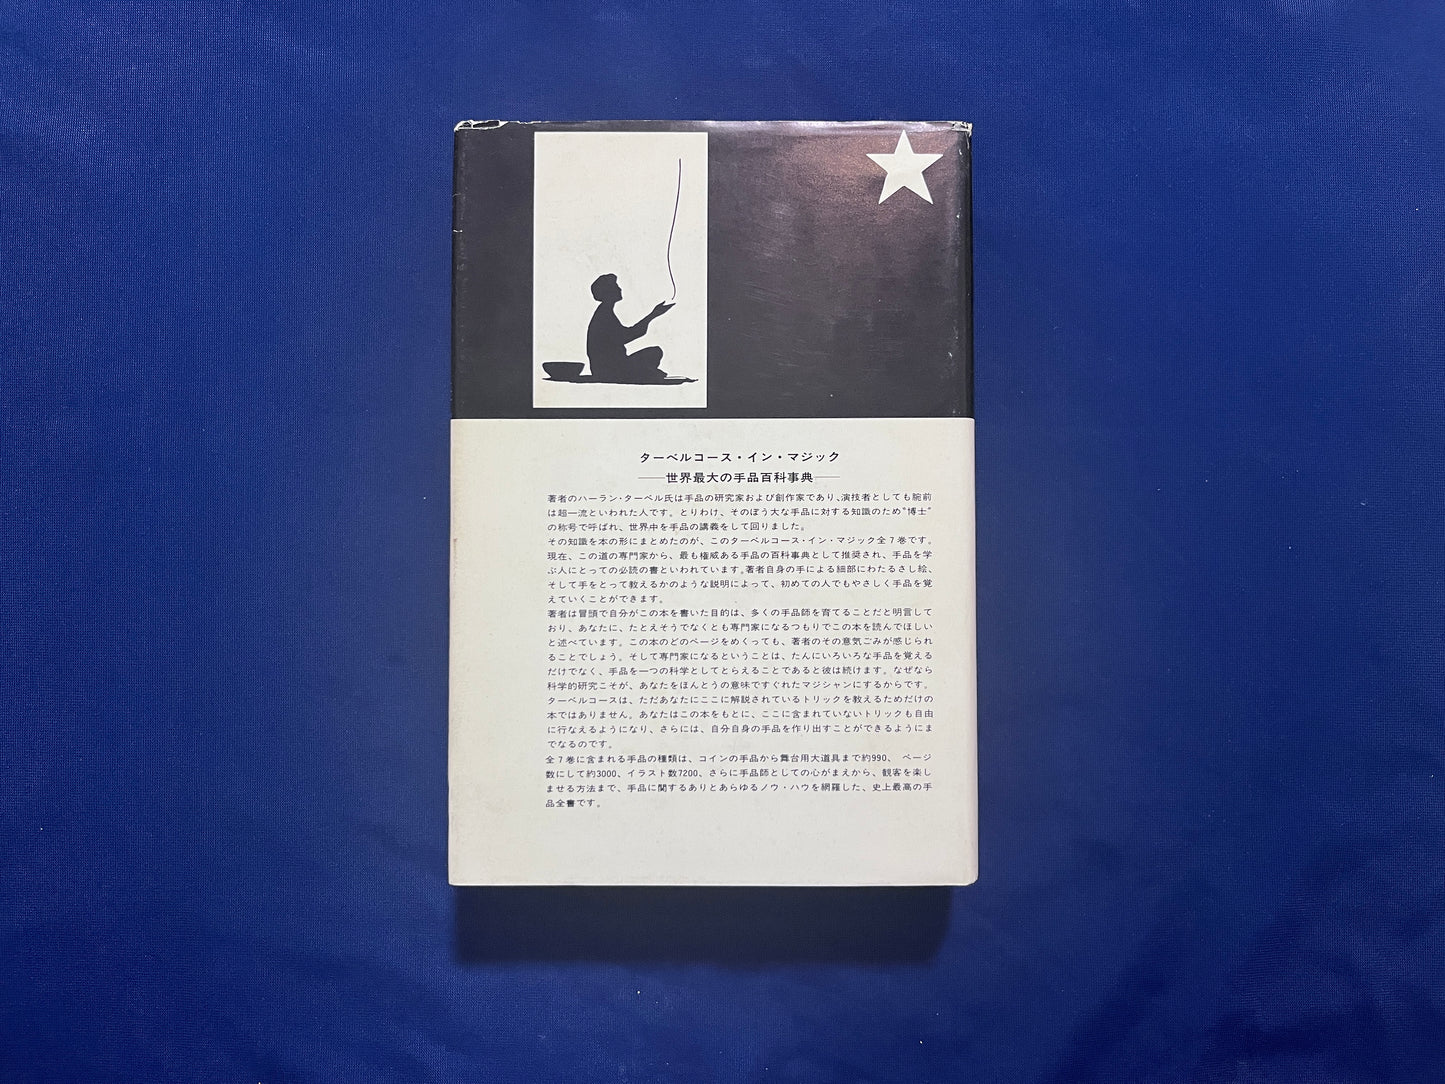 ターベルコース・イン・マジック
──世界最大の手品百科事典──
著者のハーラン・ターベル氏は手品の研究家および創作家であり、演技者としても腕前
は超一流といわれた人です。とりわけ、そのぼう大な手品に対する知識のため“博士”
の称号で呼ばれ、世界中を手品の講義をして回りました。
その知識を本の形にまとめたのが、このターベルコース・イン・マジック全7巻です。
現在、この道の専門家から、最も権威ある手品の百科事典として推奨され、手品を学
ぶ人にとっての必読の書といわれています。著者自身の手による細部にわたるさし絵、
そして手をとって教えるかのような説明によって、初めての人でもやさしく手品を覚
えていくことができます。
著者は冒頭で自分がこの本を書いた目的は、多くの手品師を育てることだと明言して
おり、あなたに、たとえそうでなくとも専門家になるつもりでこの本を読んでほしい
と述べています。この本のどのページをめくっても、著者のその意気ごみが感じられ
ることでしょう。そして専門家になるということは、たんにいろいろな手品を覚える
だけでなく、手品を一つの科学としてとらえることであると彼は続けます。なぜなら
科学的研究こそが、あなたをほんとうの意味ですぐれたマジシャンにするからです。
ターベルコースは、ただあなたにここに解説されているトリックを教えるためだけの
本ではありません。あなたはこの本をもとに、ここに含まれていないトリックも自由
に行なえるようになり、さらには、自分自身の手品を作り出すことができるようにま
でなるのです。
全7巻に含まれる手品の種類は、コインの手品から舞台用大道具まで約990、 ページ
数にして約3000、イラスト数7200、さらに手品師としての心がまえから、観客を楽し
ませる方法まで、手品に関するありとあらゆるノウ・ハウを網羅した、史上最高の手
品全書です。